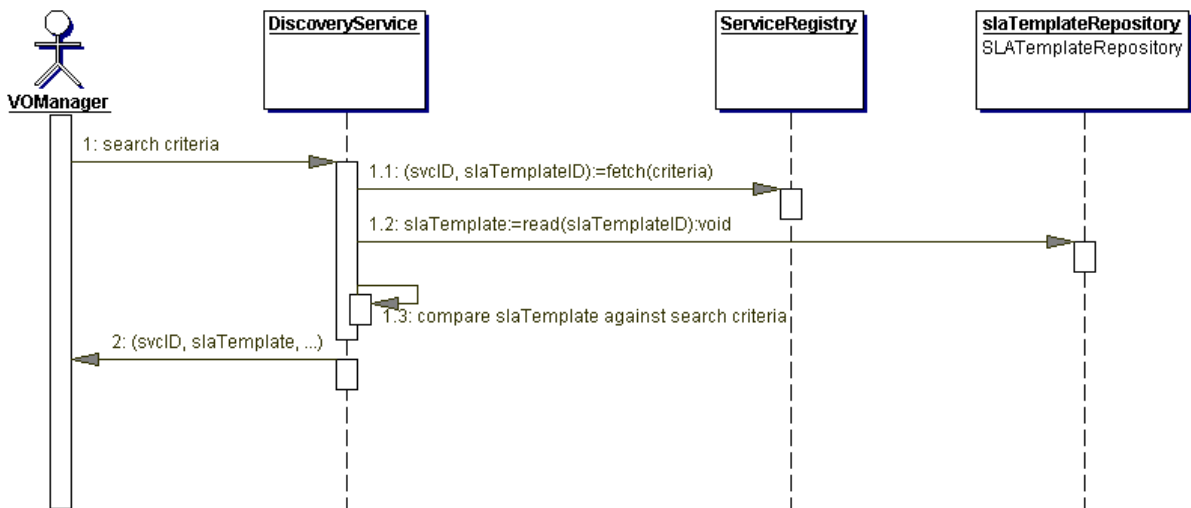 DiscoveryService
ServiceRegistry
slaTemplateRepository
SLATemplateRepository
VOManager
1: search criteria
1.1: (svcID, slaTemplateID):=fetch(criteria)
1.2: slaTemplate:=read(slaTemplateID):void
1.3: compare slaTemplate against search criteria
2: (svcID, slaTemplate, ...)